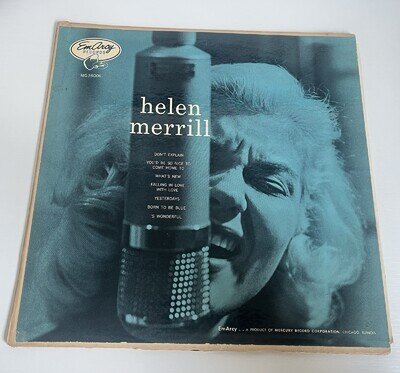 EmArcy
RECORDS
MG 36006
helen
merrill
DON'T EXPLAIN
YOU'D BE SO NICE TO
COME HOME TO
WHAT'S NEW
FALLING IN LOVE
WITH LOVE
YESTERDAYS
BORN TO BE BLUE
'S WONDERFUL
EmArcy ... A PRODUCT OF MERCURY RECORD CORPORATION, CHICAGO, ILLINOIS